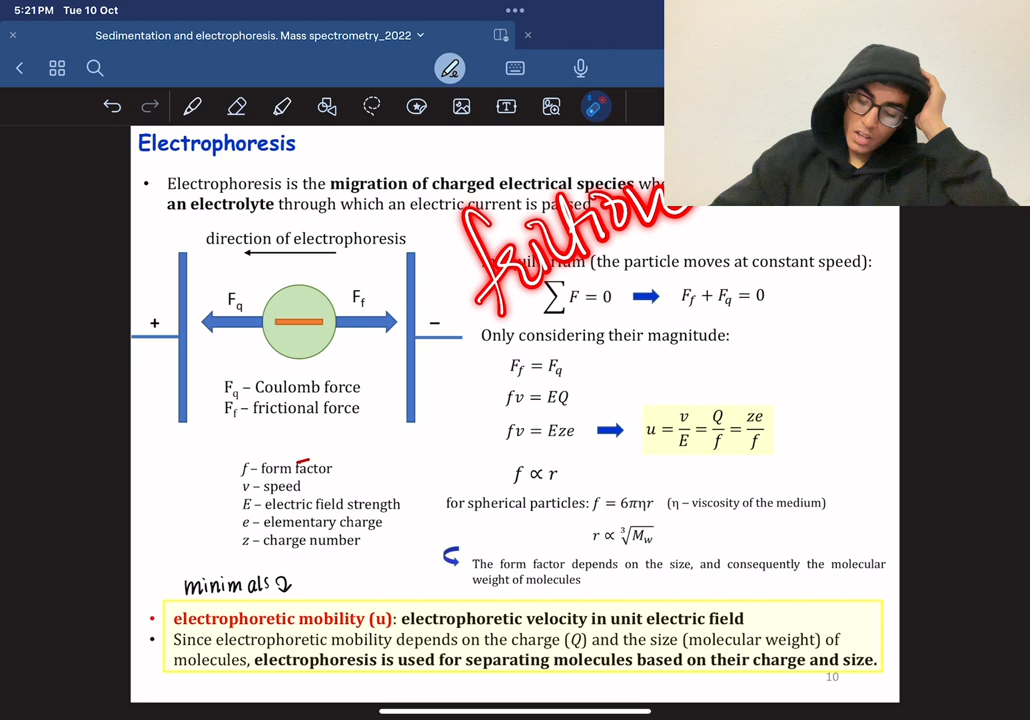 5:21 PM Tue 10 Oct
Sedimentation and electrophoresis. Mass spectrometry_2022
Electrophoresis
• Electrophoresis is the migration of charged electrical species
an electrolyte through which an electric current is passed
friction
direction of electrophoresis
(the particle moves at constant speed):
F_q
F_f
∑ F = 0
F_f + F_q = 0
+
−
Only considering their magnitude:
F_f = F_q
F_q – Coulomb force
fv = EQ
F_f – frictional force
fv = Eze
u = v/E = Q/f = ze/f
f – form factor
f ∝ r
v – speed
E – electric field strength
for spherical particles: f = 6πηr (η – viscosity of the medium)
e – elementary charge
r ∝ ∛M_w
z – charge number
The form factor depends on the size, and consequently the molecular
weight of molecules
minimals
• electrophoretic mobility (u): electrophoretic velocity in unit electric field
• Since electrophoretic mobility depends on the charge (Q) and the size (molecular weight) of
molecules, electrophoresis is used for separating molecules based on their charge and size.
10